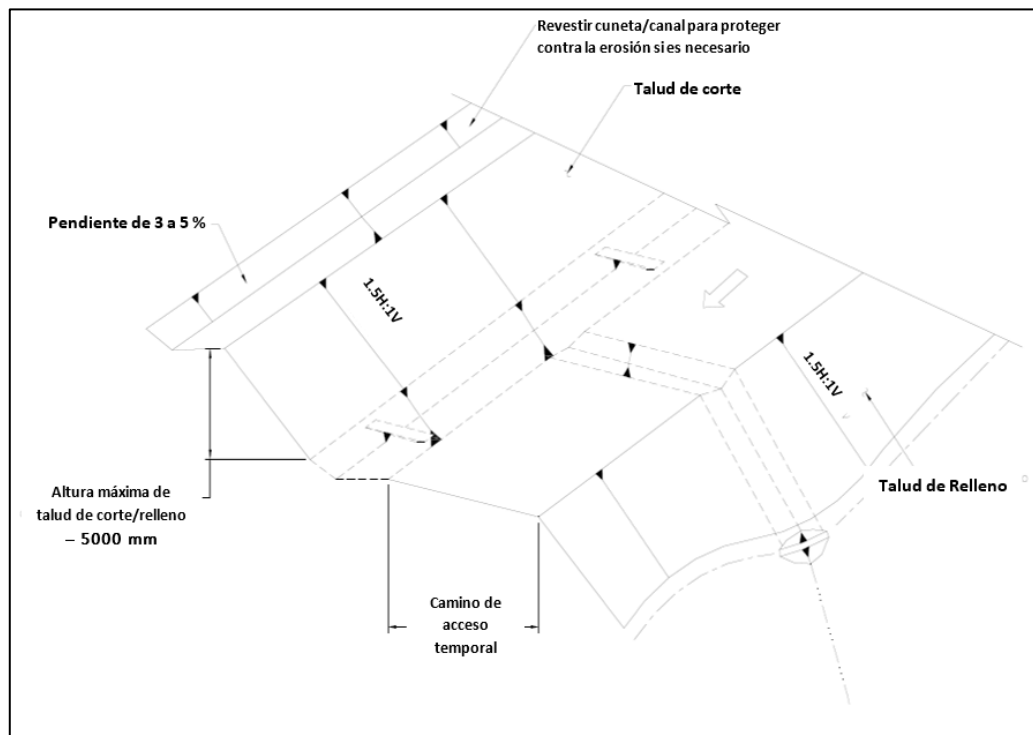 Revestir cuneta/canal para proteger
contra la erosión si es necesario
Talud de corte
Pendiente de 3 a 5 %
1.5H:1V
1.5H:1V
Talud de Relleno
Altura máxima de
talud de corte/relleno
– 5000 mm
Camino de
acceso
temporal